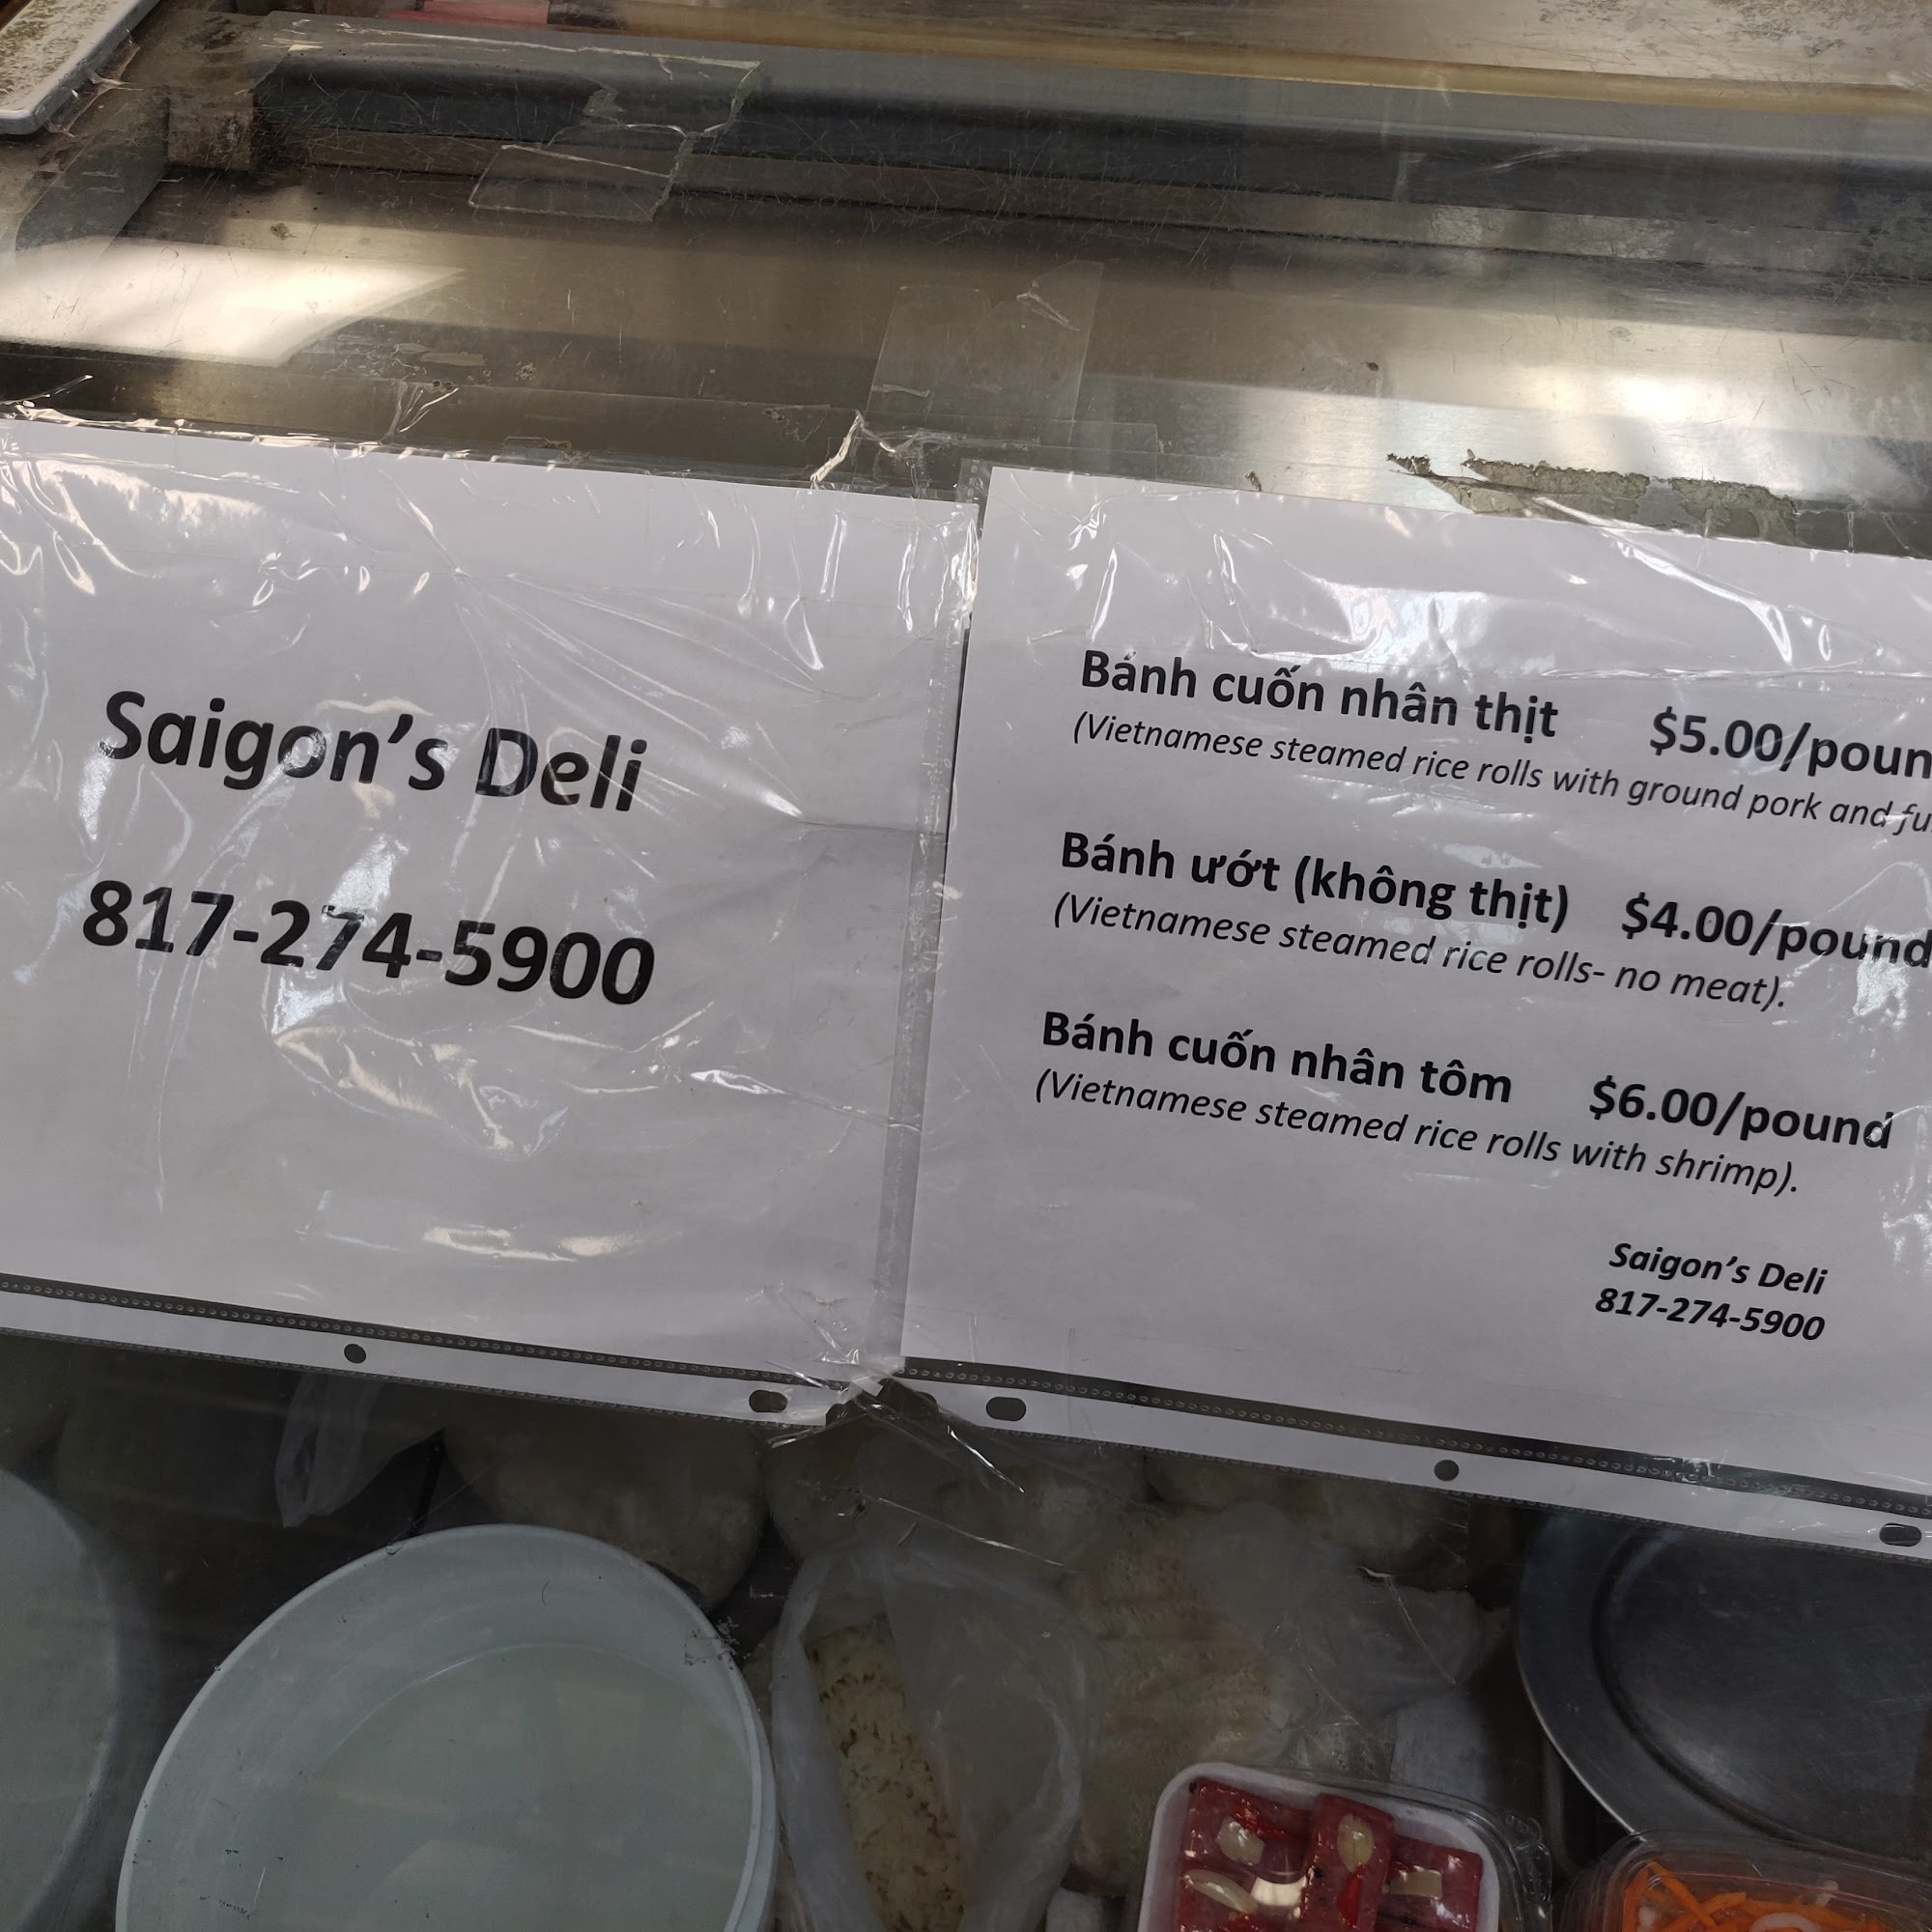 Saigon's Deli
817-274-5900
Bánh cuốn nhân thịt $5.00/poun
(Vietnamese steamed rice rolls with ground pork and fu
Bánh ướt (không thịt) $4.00/pound
(Vietnamese steamed rice rolls- no meat).
Bánh cuốn nhân tôm $6.00/pound
(Vietnamese steamed rice rolls with shrimp).
Saigon's Deli
817-274-5900